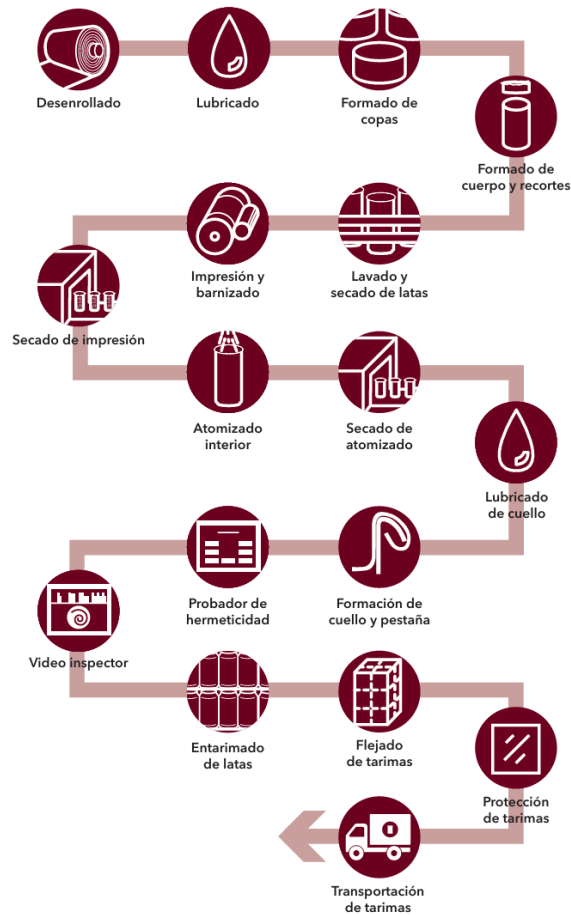 Desenrollado
Lubricado
Formado de
copas
Formado de
cuerpo y recortes
Lavado y
secado de latas
Impresión y
barnizado
Secado de impresión
Atomizado
interior
Secado de
atomizado
Lubricado
de cuello
Formación de
cuello y pestaña
Probador de
hermeticidad
Video inspector
Entarimado
de latas
Flejado
de tarimas
Protección
de tarimas
Transportación
de tarimas